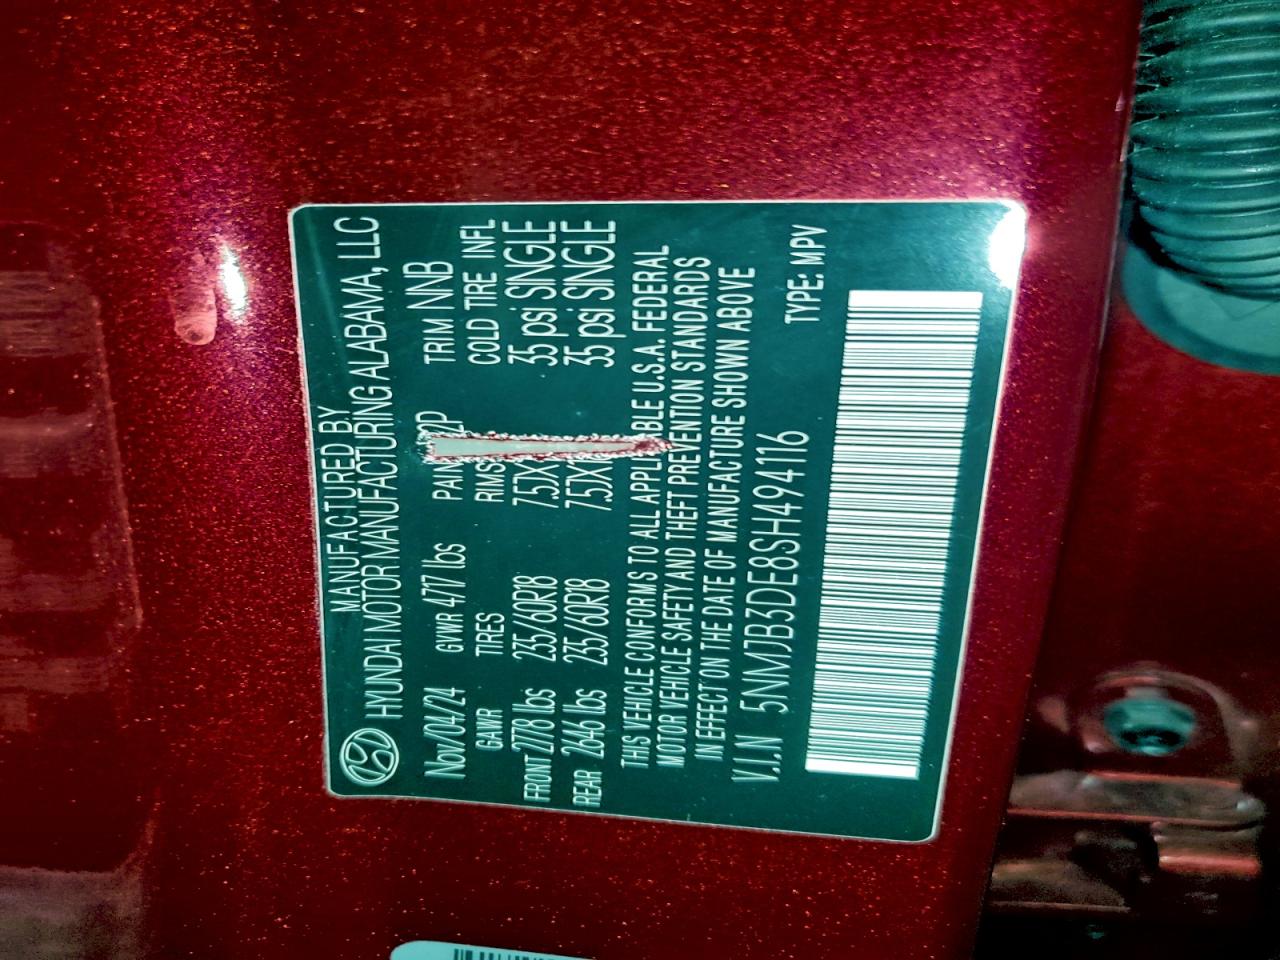 MANUFACTURED BY
HYUNDAI MOTOR MANUFACTURING ALABAMA, LLC
Nov/04/24 GVWR 4717 lbs TRIM NNB
GAWR TIRES RIMS COLD TIRE INFL
FRONT 2778 lbs 235/60R18 35 psi SINGLE
REAR 2646 lbs 235/60R18 35 psi SINGLE
THIS VEHICLE CONFORMS TO ALL APPLICABLE U.S.A. FEDERAL
MOTOR VEHICLE SAFETY AND THEFT PREVENTION STANDARDS
IN EFFECT ON THE DATE OF MANUFACTURE SHOWN ABOVE
V.I.N 5NMJB3DE8SH494116
TYPE: MPV